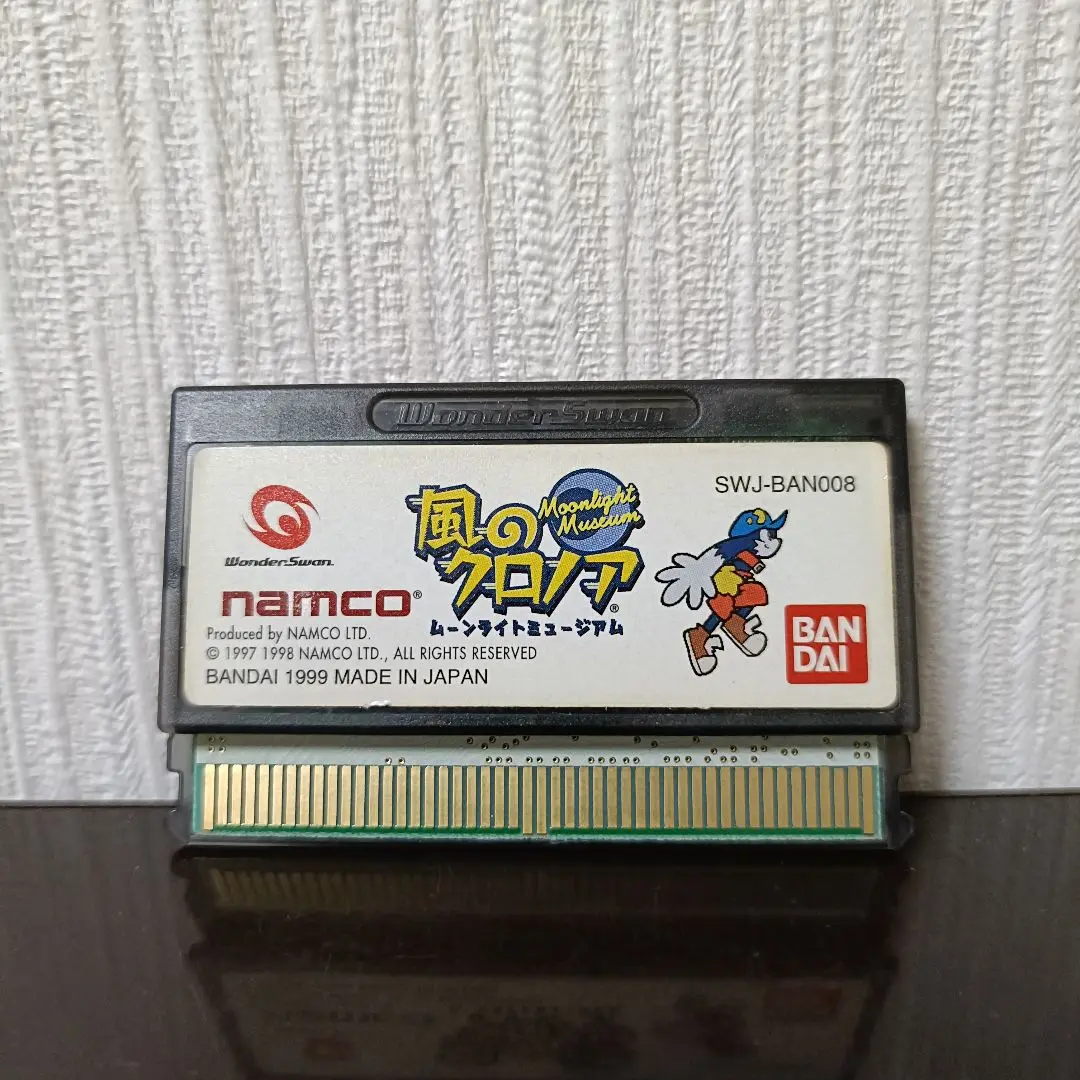 WonderSwan
SWJ-BAN008
Moonlight
Museum
風の
クロノア
®
ムーンライトミュージアム
WonderSwan.
namco®
Produced by NAMCO LTD.
© 1997 1998 NAMCO LTD., ALL RIGHTS RESERVED
BANDAI 1999 MADE IN JAPAN
BAN
DAI